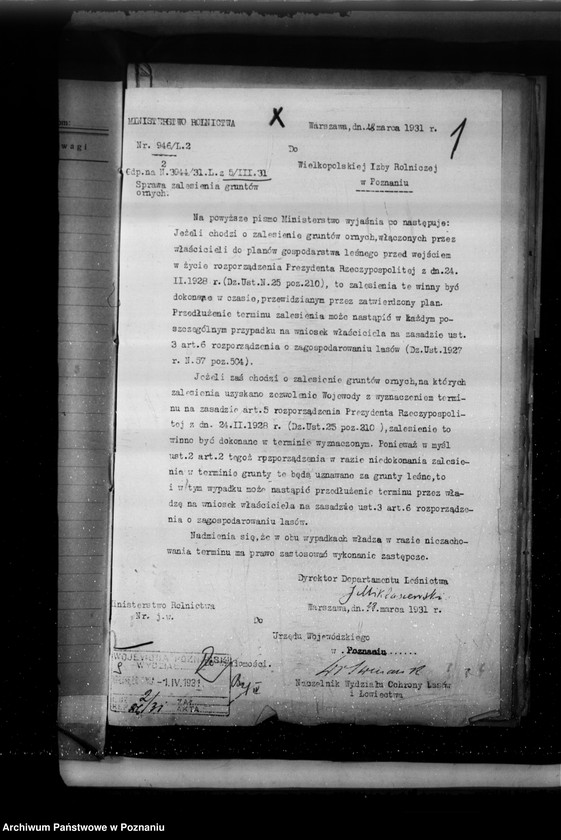 MINISTERSTWO ROLNICTWA
X
Warszawa, dn. 28 marca 1931 r.
1
Nr. 946/L.2
2
Do
Wielkopolskiej Izby Rolniczej
w Poznaniu
Odp.na N.3944/31.L.z 5/III.31
Sprawa zalesienia gruntów
ornych.
Na powyższe pismo Ministerstwo wyjaśnia co następuje:
Jeżeli chodzi o zalesienie gruntów ornych,włączonych przez
właścicieli do planów gospodarstwa leśnego przed wejściem
w życie rozporządzenia Prezydenta Rzeczypospolitej z dn.24.
II.1928 r.(Dz.Ust.N.25 poz.210), to zalesienia te winny być
dokonane w czasie,przewidzianym przez zatwierdzony plan.
Przedłużenie terminu zalesienia może nastąpić w każdym po-
szczególnym przypadku na wniosek właściciela na zasadzie ust.
3 art.6 rozporządzenia o zagospodarowaniu lasów (Dz.Ust.1927
r. N.57 poz.504).
Jeżeli zaś chodzi o zalesienie gruntów ornych,na których
zalesienia uzyskano zezwolenie Wojewody z wyznaczeniem termi-
nu na zasadzie art.5 rozporządzenia Prezydenta Rzeczypospoli-
tej z dn. 24.II.1928 r. (Dz.Ust.25 poz.210 ),zalesienie to
winno być dokonane w terminie wyznaczonym. Ponieważ w myśl
ust.2 art.2 tegoż rpzporządzenia w razie niedokonania zalesie-
nia w terminie grunty te będą uznawane za grunty leśne,to
i w tym wypadku może nastąpić przedłużenie terminu przez wła-
dzę na wniosek właściciela na zasadzie ust.3 art.6 rozporządze-
nia o zagospodarowaniu lasów.
Nadzienia się,że w obu wypadkach władza w razie niezacho-
wania terminu ma prawo zastosować wykonanie zastępcze.
Dyrektor Departamentu Leśnictwa
Ministerstwo Rolnictwa
Nr. j.w.
Warszawa,dn.28.marca 1931 r.
Do
Urzędu Wojewódzkiego
w .Poznaniu......
do wiadomości.
Naczelnik Wydziału Ochrony Lasów
i Łowiectwa
1.IV.1931
Archiwum Państwowe w Poznaniu